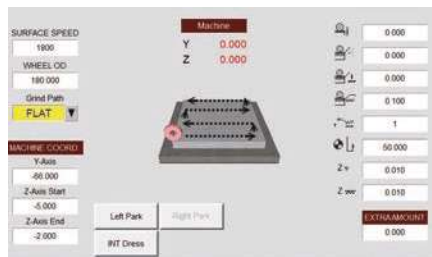 SURFACE SPEED
1800
WHEEL OD
180.000
Grind Path
FLAT
MACHINE COORD
Y-Axis
-66.000
Z-Axis Start
-5.000
Z-Axis End
-2.000
Machine
Y 0.000
Z 0.000
Left Park
Right Park
INT Dress
0.000
0.000
0.000
0.100
1
50.000
Z
0.010
Z
0.010
EXTRA AMOUNT
0.000